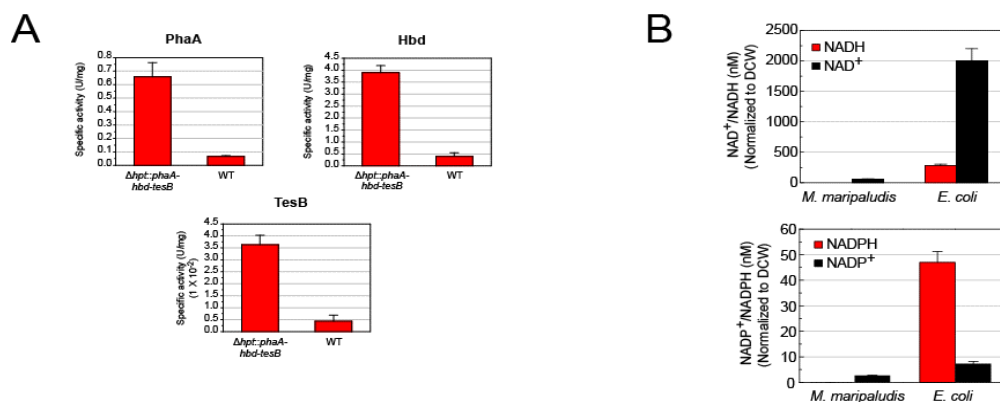 A
PhaA
Specific activity (U/mg)
0.8
0.7
0.6
0.5
0.4
0.3
0.2
0.1
0.0
Δhpt::phaA-
hbd-tesB
WT
Hbd
Specific activity (U/mg)
4.5
4.0
3.5
3.0
2.5
2.0
1.5
1.0
0.5
0.0
Δhpt::phaA-
hbd-tesB
WT
TesB
Specific activity (U/mg)
(1 X 10-2)
4.5
4.0
3.5
3.0
2.5
2.0
1.5
1.0
0.5
0.0
Δhpt::phaA-
hbd-tesB
WT
B
NAD+/NADH (nM)
(Normalized to DCW)
2500
2000
1500
1000
500
250
0
NADH
NAD+
M. maripaludis
E. coli
NADP+/NADPH (nM)
(Normalized to DCW)
60
50
40
30
20
10
0
NADPH
NADP+
M. maripaludis
E. coli